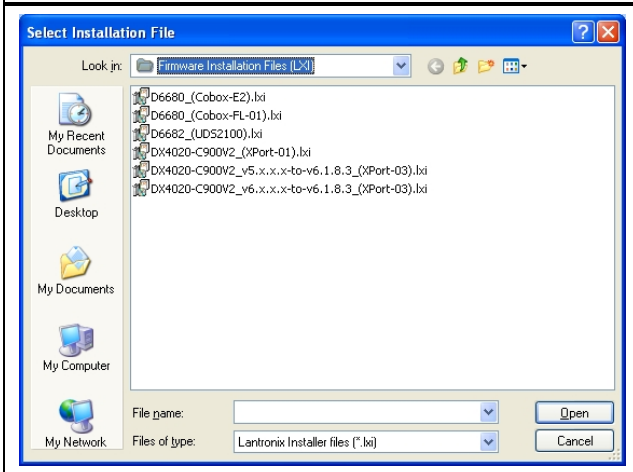 Select Installation File
Look in:
Firmware Installation Files (LXI)
D6680_(Cobox-E2).lxi
D6680_(Cobox-FL-01).lxi
D6682_(UDS2100).lxi
DX4020-C900V2_(XPort-01).lxi
DX4020-C900V2_v5.x.x.x-to-v6.1.8.3_(XPort-03).lxi
DX4020-C900V2_v6.x.x.x-to-v6.1.8.3_(XPort-03).lxi
My Recent
Documents
Desktop
My Documents
My Computer
My Network
File name:
Open
Files of type:
Lantronix Installer files (*.lxi)
Cancel